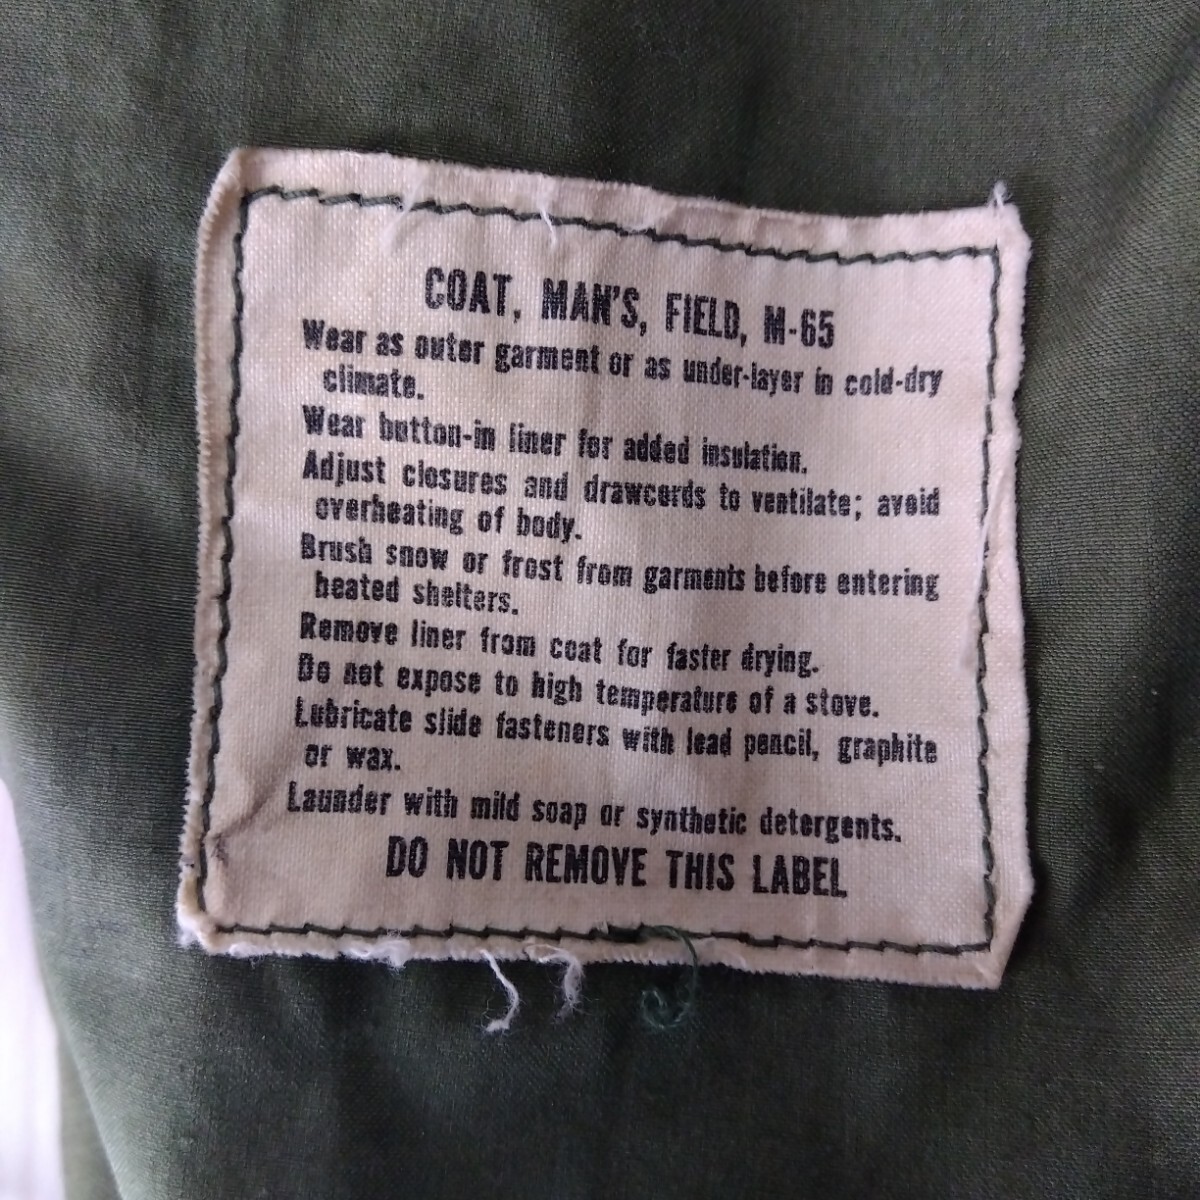 COAT, MAN'S, FIELD, M-65
Wear as outer garment or as under-layer in cold-dry
climate.
Wear button-in liner for added insulation.
Adjust closures and drawcords to ventilate; avoid
overheating of body.
Brush snow or frost from garments before entering
heated shelters.
Remove liner from coat for faster drying.
Do not expose to high temperature of a stove.
Lubricate slide fasteners with lead pencil, graphite
or wax.
Launder with mild soap or synthetic detergents.
DO NOT REMOVE THIS LABEL